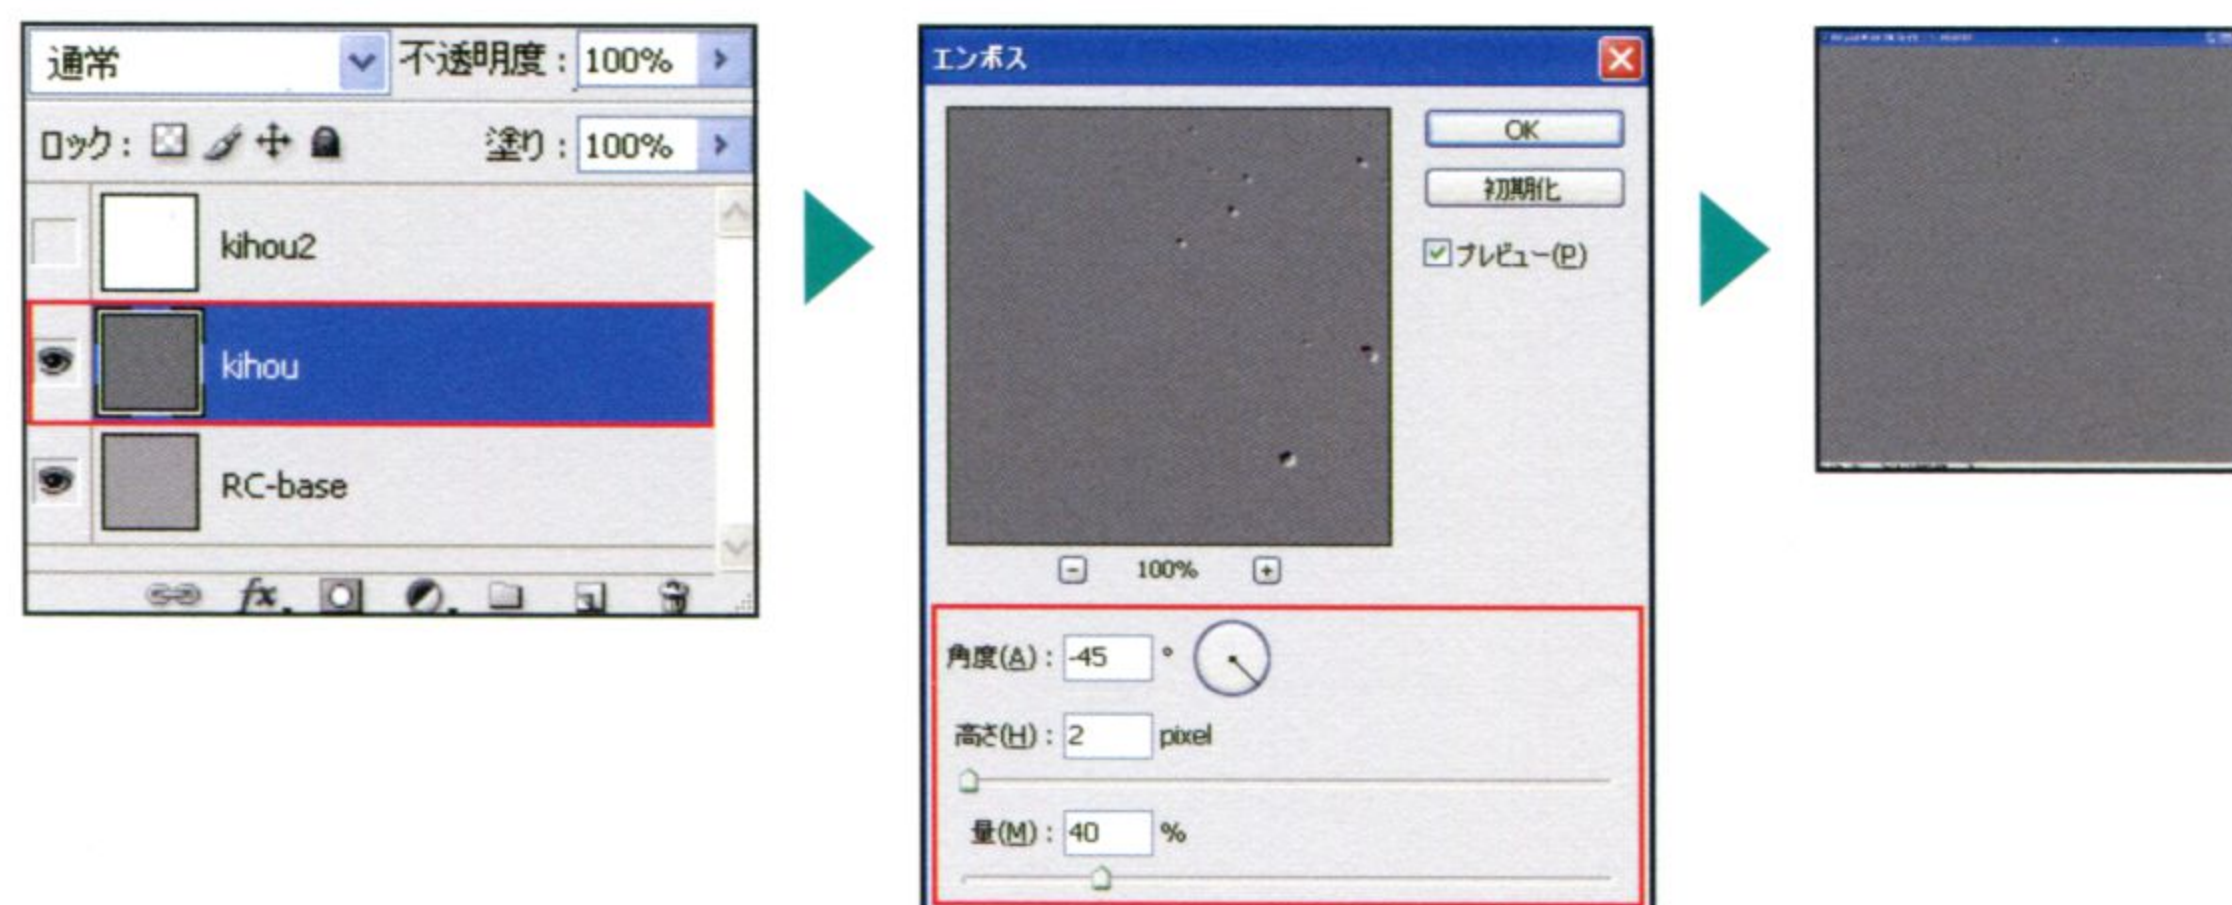 通常 不透明度 : 100%
ロック : 塗り : 100%
kihou2
kihou
RC-base
fx.
エンボス
OK
初期化
プレビュー(P)
100%
角度(A) : -45 °
高さ(H) : 2 pixel
量(M) : 40 %